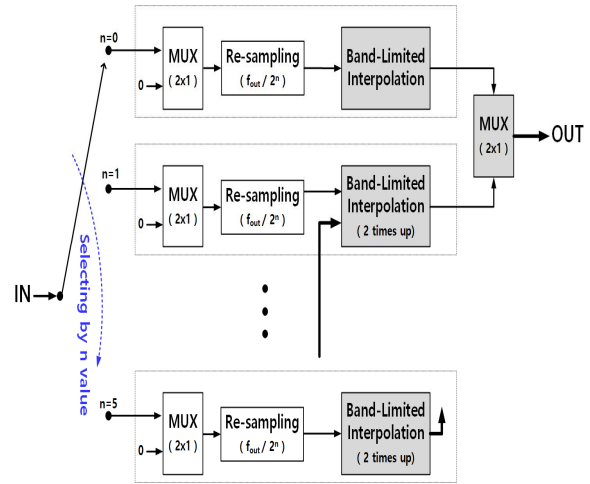 n=0
MUX
( 2x1 )
0
Re-sampling
( fout / 2ⁿ )
Band-Limited
Interpolation
MUX
( 2x1 )
OUT
n=1
MUX
( 2x1 )
0
Re-sampling
( fout / 2ⁿ )
Band-Limited
Interpolation
( 2 times up )
IN
Selecting by n value
n=5
MUX
( 2x1 )
0
Re-sampling
( fout / 2ⁿ )
Band-Limited
Interpolation
( 2 times up )